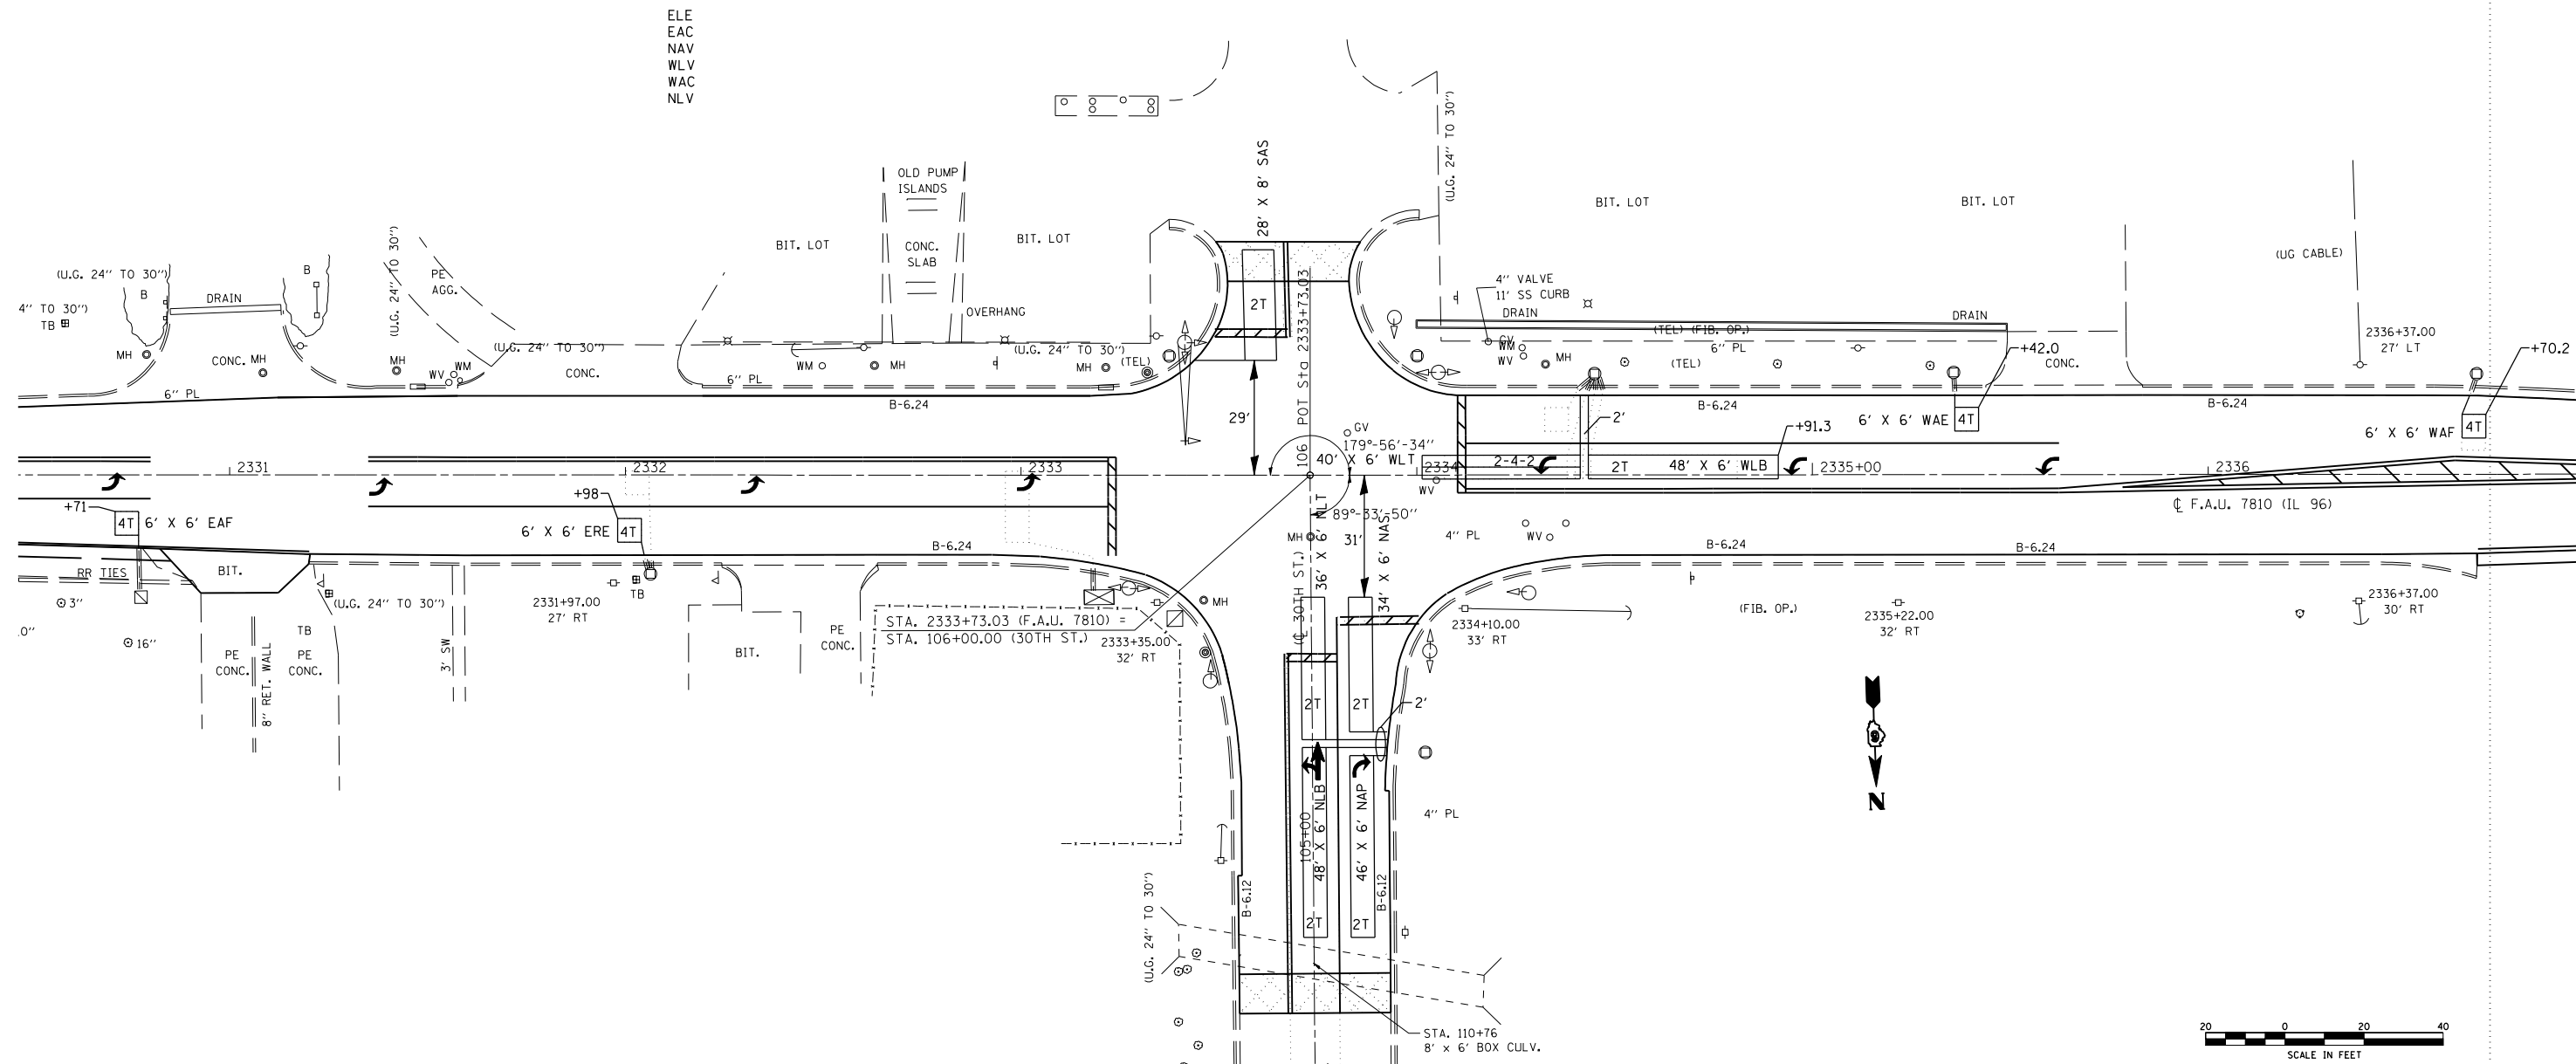 ELE
EAC
NAV
WLV
WAC
NLV
28' X 8' SAS
(U.G. 24" TO 30")
OLD PUMP
ISLANDS
BIT. LOT
BIT. LOT
BIT. LOT
CONC.
SLAB
BIT. LOT
(U.G. 24" TO 30")
(UG CABLE)
(U.G. 24" TO 30")
B
B
PE
AGG.
DRAIN
4" TO 30")
TB
2T
106 POT Sta 2333+73.03
4" VALVE
11' SS CURB
DRAIN
DRAIN
OVERHANG
(TEL) (FIB. OP.)
2336+37.00
27' LT
MH
CONC.
MH
MH
WV
WM
(U.G. 24" TO 30")
CONC.
6" PL
WM
MH
(U.G. 24" TO 30")
MH
(TEL)
GV
WM
WV
MH
(TEL)
6" PL
+42.0
CONC.
+70.2
6" PL
B-6.24
B-6.24
B-6.24
29'
GV
179°-56'-34"
2'
6' X 6' WAE
4T
6' X 6' WAF
4T
+91.3
2331
2332
2333
40' X 6' WLT
2334
2-4-2
2T
48' X 6' WLB
2335+00
2336
WV
℄ F.A.U. 7810 (IL 96)
+71
4T
6' X 6' EAF
+98
6' X 6' ERE
4T
36' X 6' NLT
89°-33'-50"
31'
34' X 6' NAS
MH
4" PL
WV
B-6.24
B-6.24
B-6.24
RR TIES
BIT.
3"
(U.G. 24" TO 30")
TB
2331+97.00
27' RT
MH
(℄ 30TH ST.)
(FIB. OP.)
2335+22.00
32' RT
2336+37.00
30' RT
.0"
16"
TB
PE
CONC.
PE
CONC.
8" RET. WALL
3' SW
BIT.
PE
CONC.
STA. 2333+73.03 (F.A.U. 7810) =
STA. 106+00.00 (30TH ST.)
2333+35.00
32' RT
2334+10.00
33' RT
2T
2T
2'
N
4" PL
105+00
48' X 6' NLB
46' X 6' NAP
B-6.12
B-6.12
2T
2T
(U.G. 24" TO 30")
STA. 110+76
8' x 6' BOX CULV.
20
0
20
40
SCALE IN FEET